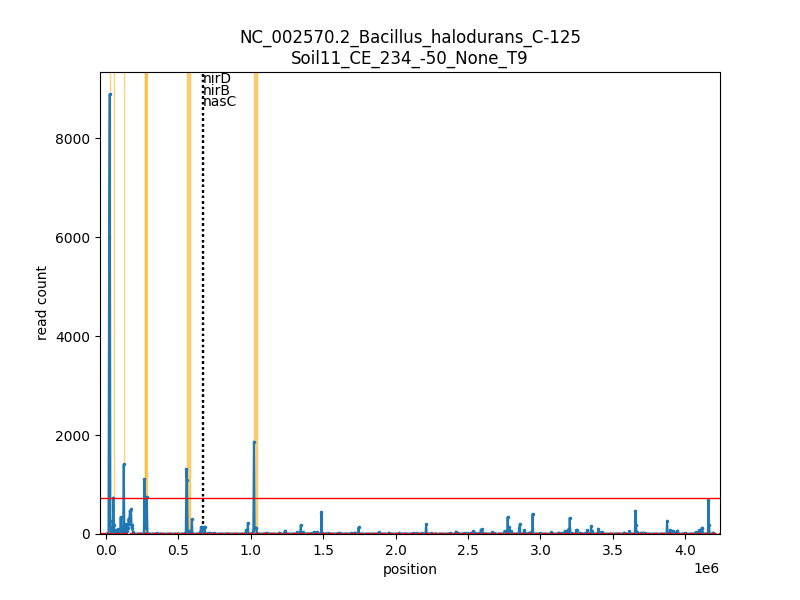 NC_002570.2_Bacillus_halodurans_C-125
Soil11_CE_234_-50_None_T9
nirD
nirB
nasC
8000
6000
4000
2000
0
read count
0.0 0.5 1.0 1.5 2.0 2.5 3.0 3.5 4.0
1e6
position